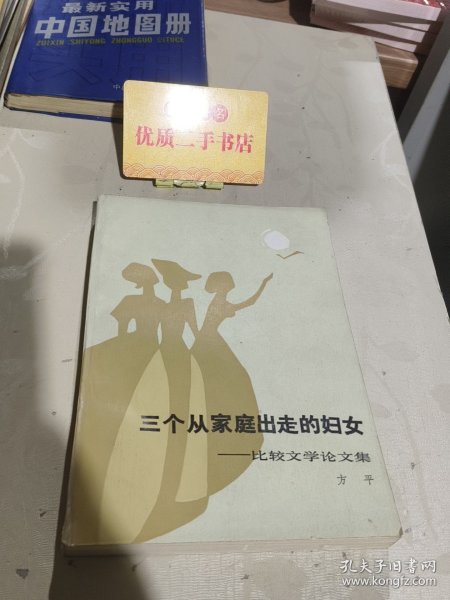 最新实用
中国地图册
ZUIXIN SHIYONG ZHONGGUO DITUCE
优质二手书店
三个从家庭出走的妇女
——比较文学论文集
方平
孔夫子旧书网
www.kongfz.com